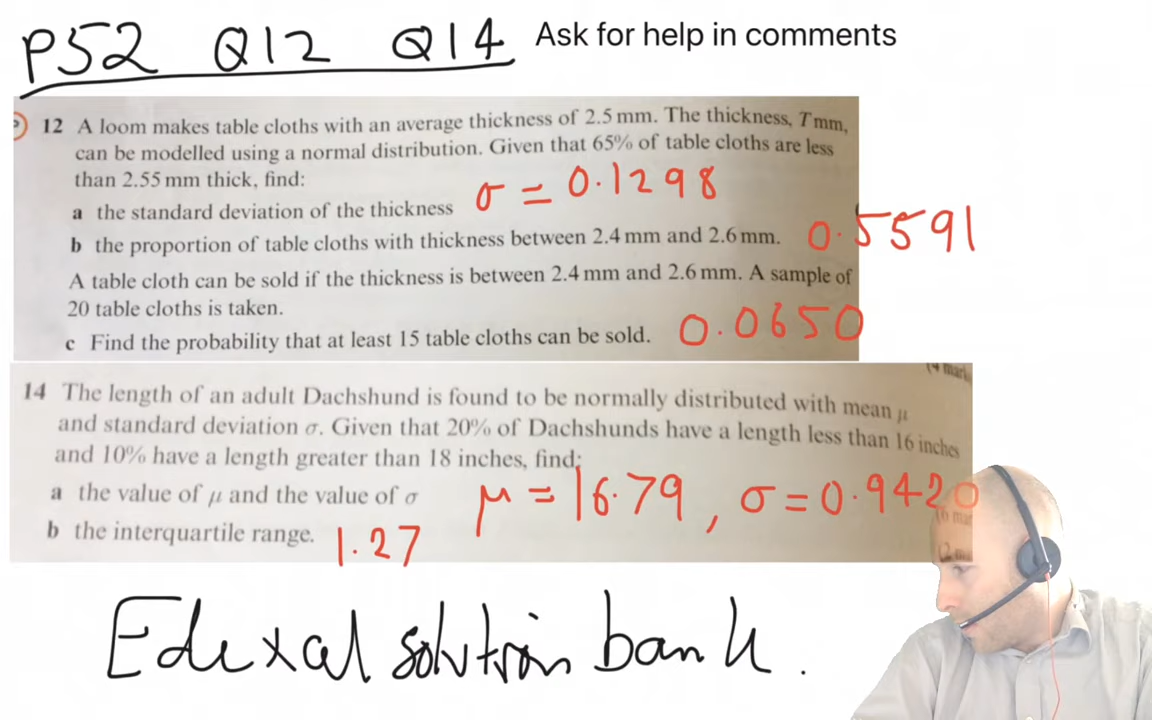 P52 Q12 Q14 Ask for help in comments
12 A loom makes table cloths with an average thickness of 2.5 mm. The thickness, T mm,
can be modelled using a normal distribution. Given that 65% of table cloths are less
than 2.55 mm thick, find:
a the standard deviation of the thickness σ = 0.1298
b the proportion of table cloths with thickness between 2.4 mm and 2.6 mm. 0.5591
A table cloth can be sold if the thickness is between 2.4 mm and 2.6 mm. A sample of
20 table cloths is taken.
c Find the probability that at least 15 table cloths can be sold. 0.0650
(4 mark
14 The length of an adult Dachshund is found to be normally distributed with mean μ
and standard deviation σ. Given that 20% of Dachshunds have a length less than 16 inches
and 10% have a length greater than 18 inches, find:
a the value of μ and the value of σ μ = 16.79, σ = 0.9420
b the interquartile range. 1.27
Edexcal solution bank.